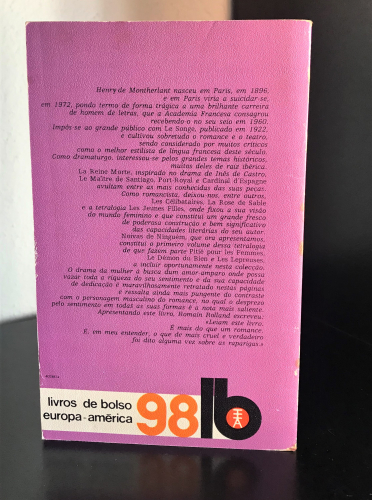 Henry de Montherlant nasceu em Paris, em 1896,
e em Paris viria a suicidar-se,
em 1972, pondo termo de forma trágica a uma brilhante carreira
de homem de letras, que a Academia Francesa consagrou
recebendo-o no seu seio em 1960.
Impôs-se ao grande público com Le Songe, publicada em 1922,
e cultivou sobretudo o romance e o teatro,
sendo considerado por muitos críticos
como o melhor estilista de língua francesa deste século.
Como dramaturgo, interessou-se pelos grandes temas históricos,
muitos deles de raiz ibérica.
La Reine Morte, inspirado no drama de Inês de Castro,
Le Maître de Santiago, Port-Royal e Cardinal d'Espagne
avultam entre as mais conhecidas das suas peças.
Como romancista, deixou-nos, entre outros,
Les Célibataires, La Rose de Sable
e a tetralogia Les Jeunes Filles, onde fixou a sua visão
do mundo feminino e que constitui um grande fresco
de poderosa construção e bem significativo
das capacidades literárias do seu autor.
Noivas de Ninguém, que ora apresentamos,
constitui o primeiro volume dessa tetralogia
de que fazem parte Pitié pour les Femmes,
Le Démon du Bien e Les Lépreuses,
a incluir oportunamente nesta colecção.
O drama da mulher à busca dum amor-amparo onde possa
vazar toda a riqueza do seu sentimento e da sua capacidade
de dedicação é maravilhosamente retratado nestas páginas
e ressalta ainda mais pungente do contraste
com o personagem masculino do romance, no qual o desprezo
pelo sentimento em todas as suas formas é a nota mais saliente.
Apresentando este livro, Romain Rolland escreveu:
«Leiam este livro.
É mais do que um romance.
É, em meu entender, o que de mais cruel e verdadeiro
foi dito alguma vez sobre as raparigas.»
livros de bolso
europa-américa
98 lb
EA